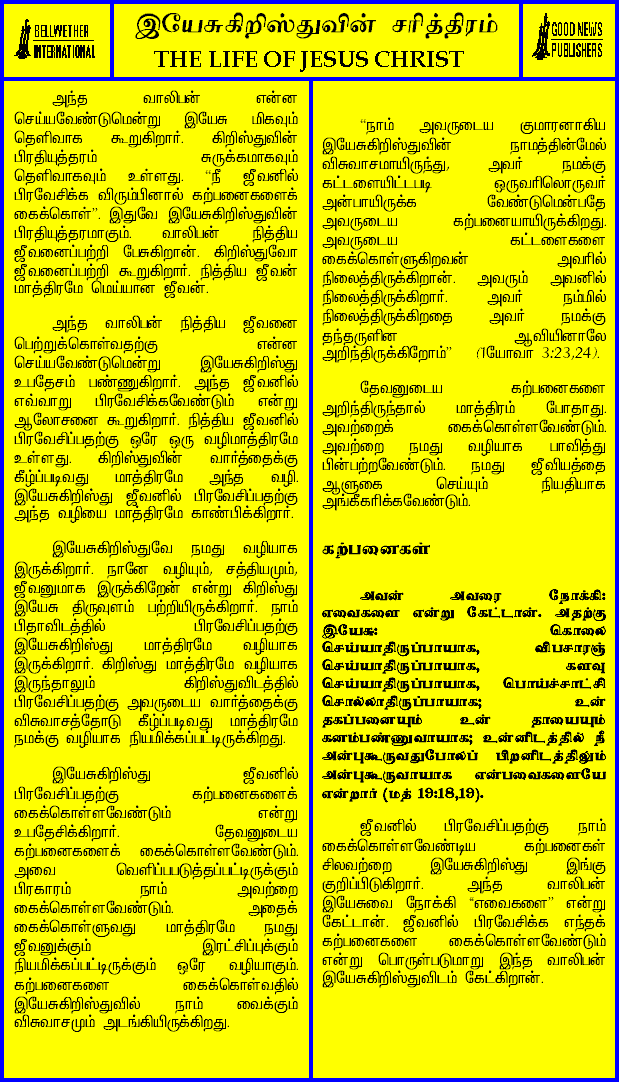 BELLWETHER
INTERNATIONAL
இயேசுகிறிஸ்துவின் சரித்திரம்
THE LIFE OF JESUS CHRIST
GOOD NEWS
PUBLISHERS
அந்த வாலிபன் என்ன
செய்யவேண்டுமென்று இயேசு மிகவும்
தெளிவாக கூறுகிறார். கிறிஸ்துவின்
பிரதியுத்தரம் சுருக்கமாகவும்
தெளிவாகவும் உள்ளது. “நீ ஜீவனில்
பிரவேசிக்க விரும்பினால் கற்பனைகளைக்
கைக்கொள்”. இதுவே இயேசுகிறிஸ்துவின்
பிரதியுத்தரமாகும். வாலிபன் நித்திய
ஜீவனைப்பற்றி பேசுகிறான். கிறிஸ்துவோ
ஜீவனைப்பற்றி கூறுகிறார். நித்திய ஜீவன்
மாத்திரமே மெய்யான ஜீவன்.
அந்த வாலிபன் நித்திய ஜீவனை
பெற்றுக்கொள்வதற்கு என்ன
செய்யவேண்டுமென்று இயேசுகிறிஸ்து
உபதேசம் பண்ணுகிறார். அந்த ஜீவனில்
எவ்வாறு பிரவேசிக்கவேண்டும் என்று
ஆலோசனை கூறுகிறார். நித்திய ஜீவனில்
பிரவேசிப்பதற்கு ஒரே ஒரு வழிமாத்திரமே
உள்ளது. கிறிஸ்துவின் வார்த்தைக்கு
கீழ்ப்படிவது மாத்திரமே அந்த வழி.
இயேசுகிறிஸ்து ஜீவனில் பிரவேசிப்பதற்கு
அந்த வழியை மாத்திரமே காண்பிக்கிறார்.
இயேசுகிறிஸ்துவே நமது வழியாக
இருக்கிறார். நானே வழியும், சத்தியமும்,
ஜீவனுமாக இருக்கிறேன் என்று கிறிஸ்து
இயேசு திருவுளம் பற்றியிருக்கிறார். நாம்
பிதாவிடத்தில் பிரவேசிப்பதற்கு
இயேசுகிறிஸ்து மாத்திரமே வழியாக
இருக்கிறார். கிறிஸ்து மாத்திரமே வழியாக
இருந்தாலும் கிறிஸ்துவிடத்தில்
பிரவேசிப்பதற்கு அவருடைய வார்த்தைக்கு
விசுவாசத்தோடு கீழ்ப்படிவது மாத்திரமே
நமக்கு வழியாக நியமிக்கப்பட்டிருக்கிறது.
இயேசுகிறிஸ்து ஜீவனில்
பிரவேசிப்பதற்கு கற்பனைகளைக்
கைக்கொள்ளவேண்டும் என்று
உபதேசிக்கிறார். தேவனுடைய
கற்பனைகளைக் கைக்கொள்ளவேண்டும்.
அவை வெளிப்படுத்தப்பட்டிருக்கும்
பிரகாரம் நாம் அவற்றை
கைக்கொள்ளவேண்டும். அதைக்
கைக்கொள்ளுவது மாத்திரமே நமது
ஜீவனுக்கும் இரட்சிப்புக்கும்
நியமிக்கப்பட்டிருக்கும் ஒரே வழியாகும்.
கற்பனைகளை கைக்கொள்வதில்
இயேசுகிறிஸ்துவில் நாம் வைக்கும்
விசுவாசமும் அடங்கியிருக்கிறது.
“நாம் அவருடைய குமாரனாகிய
இயேசுகிறிஸ்துவின் நாமத்தின்மேல்
விசுவாசமாயிருந்து, அவர் நமக்கு
கட்டளையிட்டபடி ஒருவரிலொருவர்
அன்பாயிருக்க வேண்டுமென்பதே
அவருடைய கற்பனையாயிருக்கிறது.
அவருடைய கட்டளைகளை
கைக்கொள்ளுகிறவன் அவரில்
நிலைத்திருக்கிறான். அவரும் அவனில்
நிலைத்திருக்கிறார். அவர் நம்மில்
நிலைத்திருக்கிறதை அவர் நமக்கு
தந்தருளின ஆவியினாலே
அறிந்திருக்கிறோம்” (1யோவா 3:23,24).
தேவனுடைய கற்பனைகளை
அறிந்திருந்தால் மாத்திரம் போதாது.
அவற்றைக் கைக்கொள்ளவேண்டும்.
அவற்றை நமது வழியாக பாவித்து
பின்பற்றவேண்டும். நமது ஜீவியத்தை
ஆளுகை செய்யும் நியதியாக
அங்கீகரிக்கவேண்டும்.
கற்பனைகள்
அவன் அவரை நோக்கி:
எவைகளை என்று கேட்டான். அதற்கு
இயேசு: கொலை
செய்யாதிருப்பாயாக, விபசாரஞ்
செய்யாதிருப்பாயாக, களவு
செய்யாதிருப்பாயாக, பொய்ச்சாட்சி
சொல்லாதிருப்பாயாக; உன்
தகப்பனையும் உன் தாயையும்
கனம்பண்ணுவாயாக; உன்னிடத்தில் நீ
அன்புகூருவதுபோலப் பிறனிடத்திலும்
அன்புகூருவாயாக என்பவைகளையே
என்றார் (மத் 19:18,19).
ஜீவனில் பிரவேசிப்பதற்கு நாம்
கைக்கொள்ளவேண்டிய கற்பனைகள்
சிலவற்றை இயேசுகிறிஸ்து இங்கு
குறிப்பிடுகிறார். அந்த வாலிபன்
இயேசுவை நோக்கி “எவைகளை” என்று
கேட்டான். ஜீவனில் பிரவேசிக்க எந்தக்
கற்பனைகளை கைக்கொள்ளவேண்டும்
என்று பொருள்படுமாறு இந்த வாலிபன்
இயேசுகிறிஸ்துவிடம் கேட்கிறான்.